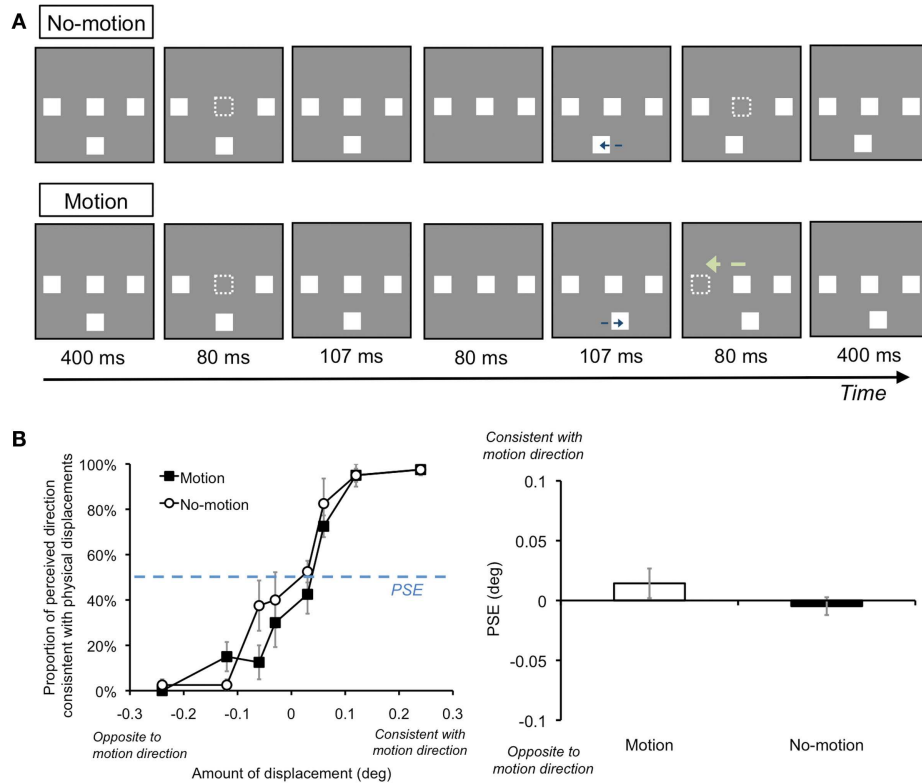 A
No-motion
Motion
400 ms 80 ms 107 ms 80 ms 107 ms 80 ms 400 ms
Time
B
Proportion of perceived direction
consisntent with physical displacements
100%
80%
60%
40%
20%
0%
Motion
No-motion
PSE
-0.3 -0.2 -0.1 0 0.1 0.2 0.3
Opposite to
motion direction
Consistent with
motion direction
Amount of displacement (deg)
Consistent with
motion direction
PSE (deg)
0.1
0.05
0
-0.05
-0.1
Opposite to
motion direction
Motion No-motion